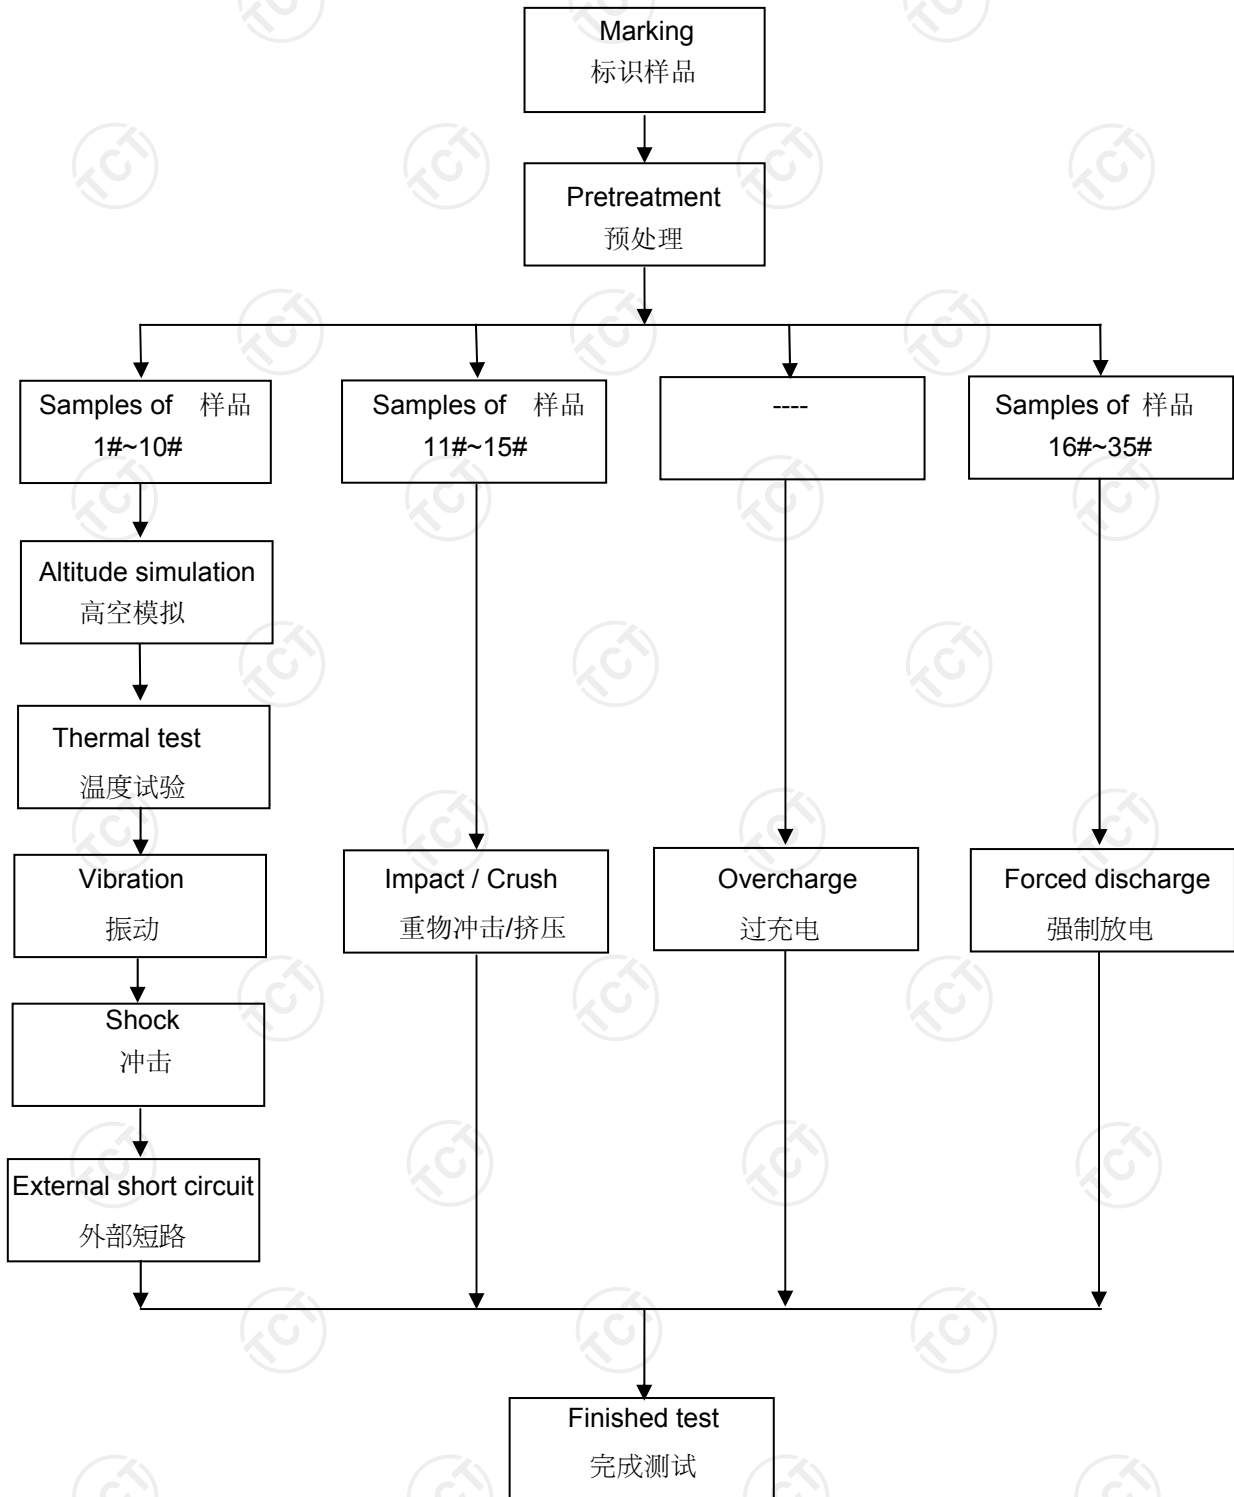 Marking
标识样品
Pretreatment
预处理
Samples of 样品
1#~10#
Samples of 样品
11#~15#
----
Samples of 样品
16#~35#
Altitude simulation
高空模拟
Thermal test
温度试验
Vibration
振动
Impact / Crush
重物冲击/挤压
Overcharge
过充电
Forced discharge
强制放电
Shock
冲击
External short circuit
外部短路
Finished test
完成测试
TCT